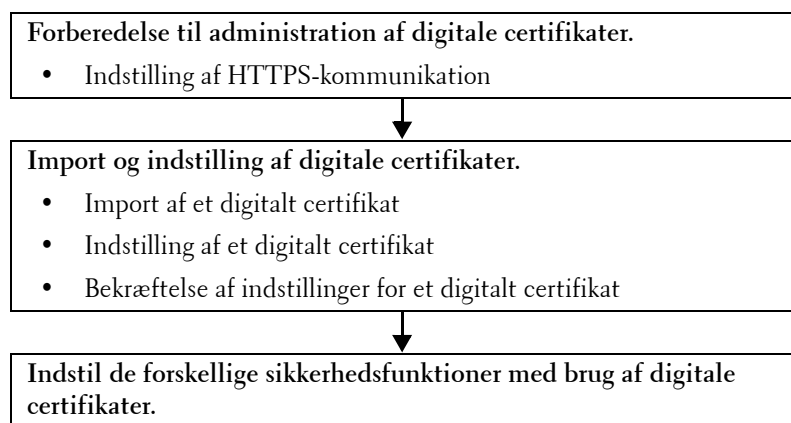 Forberedelse til administration af digitale certifikater.
• Indstilling af HTTPS-kommunikation
Import og indstilling af digitale certifikater.
• Import af et digitalt certifikat
• Indstilling af et digitalt certifikat
• Bekræftelse af indstillinger for et digitalt certifikat
Indstil de forskellige sikkerhedsfunktioner med brug af digitale
certifikater.